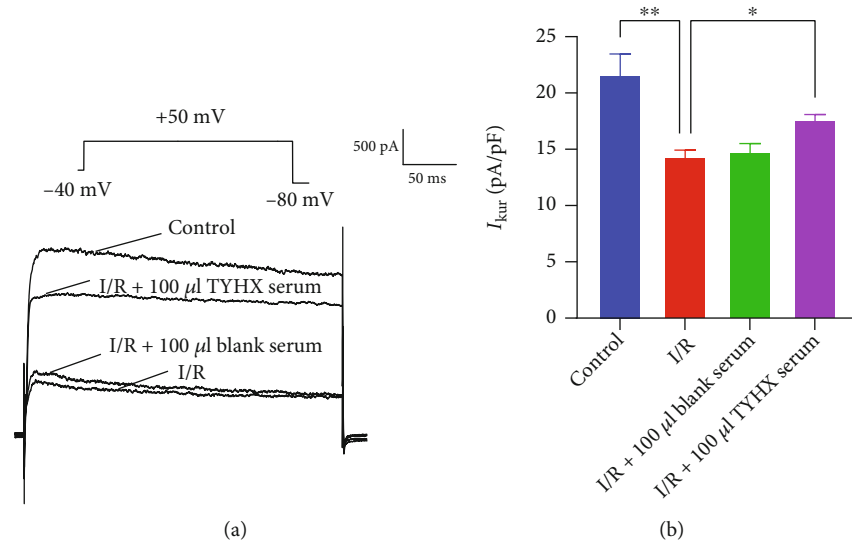 +50 mV
−40 mV
−80 mV
500 pA
50 ms
Control
I/R + 100 µl TYHX serum
I/R + 100 µl blank serum
I/R
(a)
**
*
25
20
15
10
5
0
Ikur (pA/pF)
Control
I/R
I/R + 100 µl blank serum
I/R + 100 µl TYHX serum
(b)